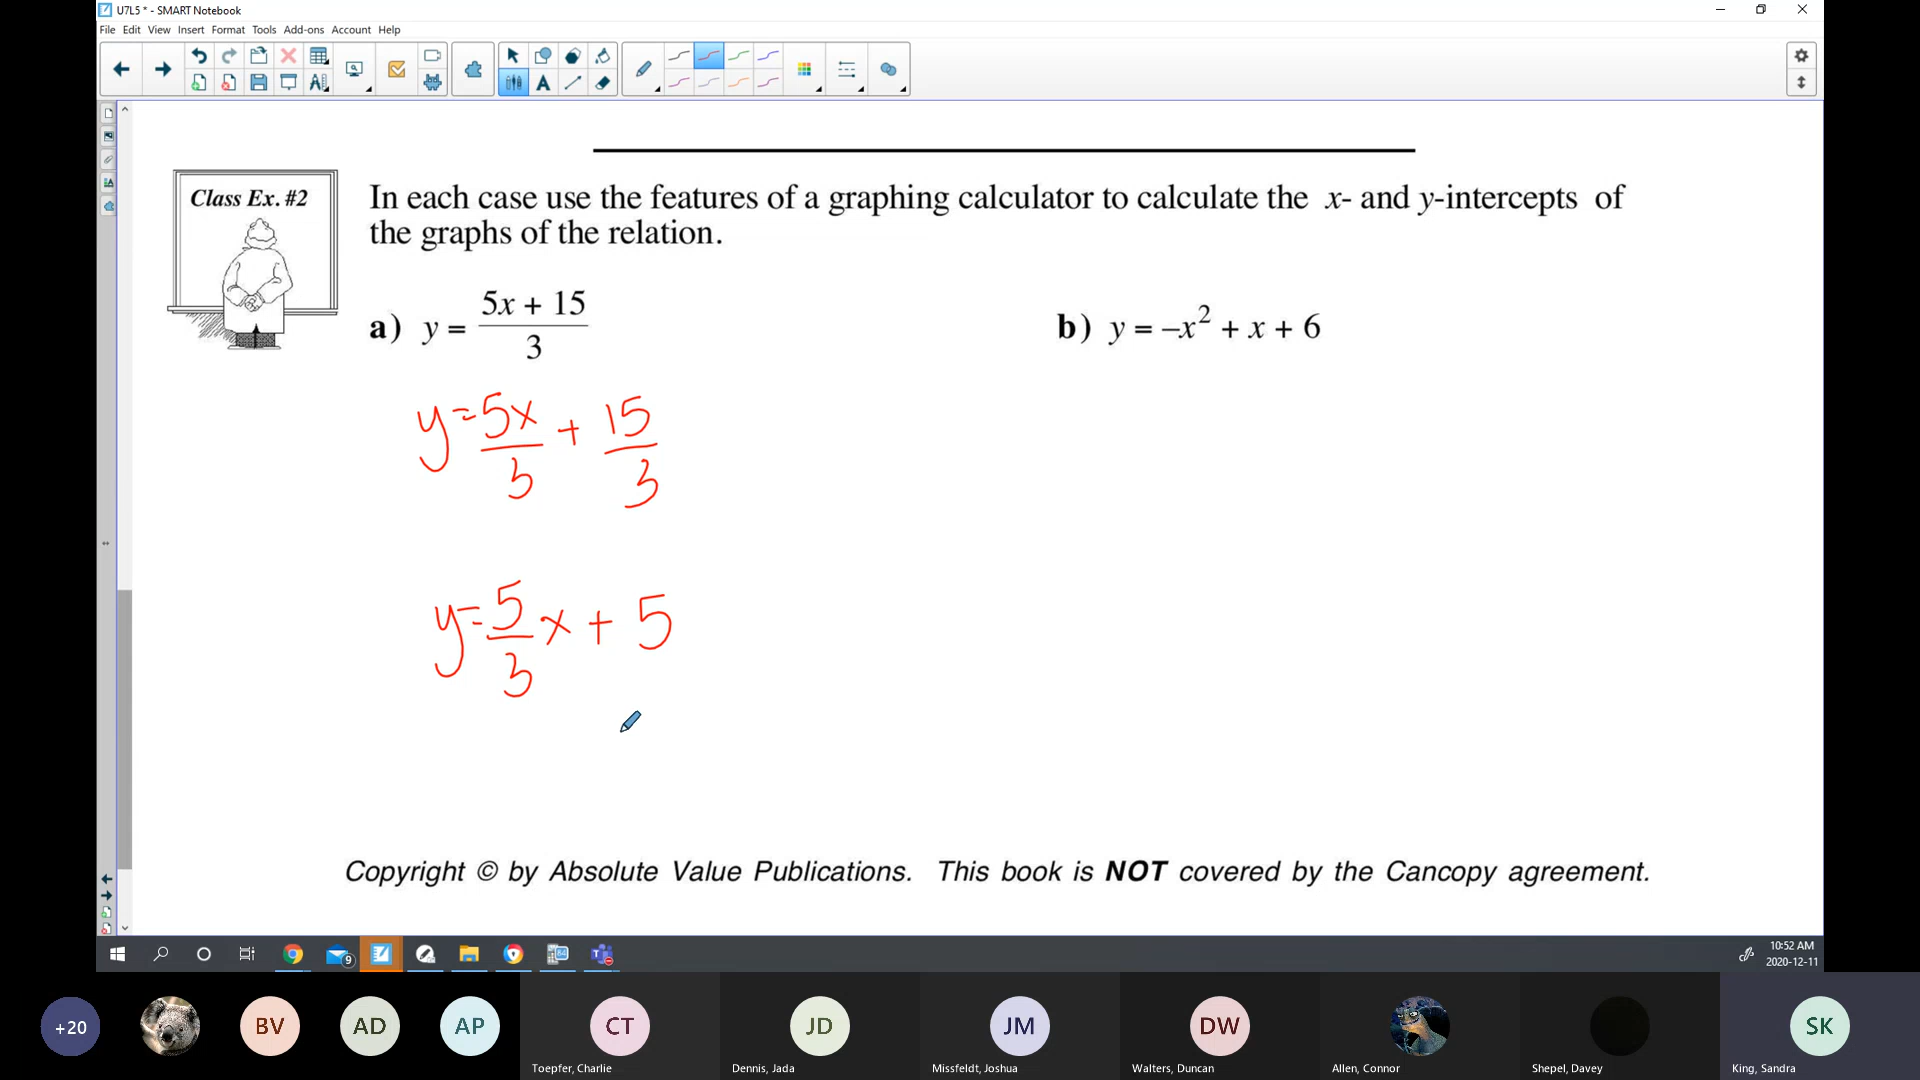 U7L5 * - SMART Notebook
File Edit View Insert Format Tools Add-ons Account Help
Class Ex. #2
In each case use the features of a graphing calculator to calculate the x- and y-intercepts of
the graphs of the relation.
a) y = (5x + 15)/3
b) y = –x² + x + 6
y = 5x/3 + 15/3
y = 5/3 x + 5
Copyright © by Absolute Value Publications. This book is NOT covered by the Cancopy agreement.
9
10:52 AM
2020-12-11
+20
BV
AD
AP
CT
JD
JM
DW
SK
Toepfer, Charlie
Dennis, Jada
Missfeldt, Joshua
Walters, Duncan
Allen, Connor
Shepel, Davey
King, Sandra